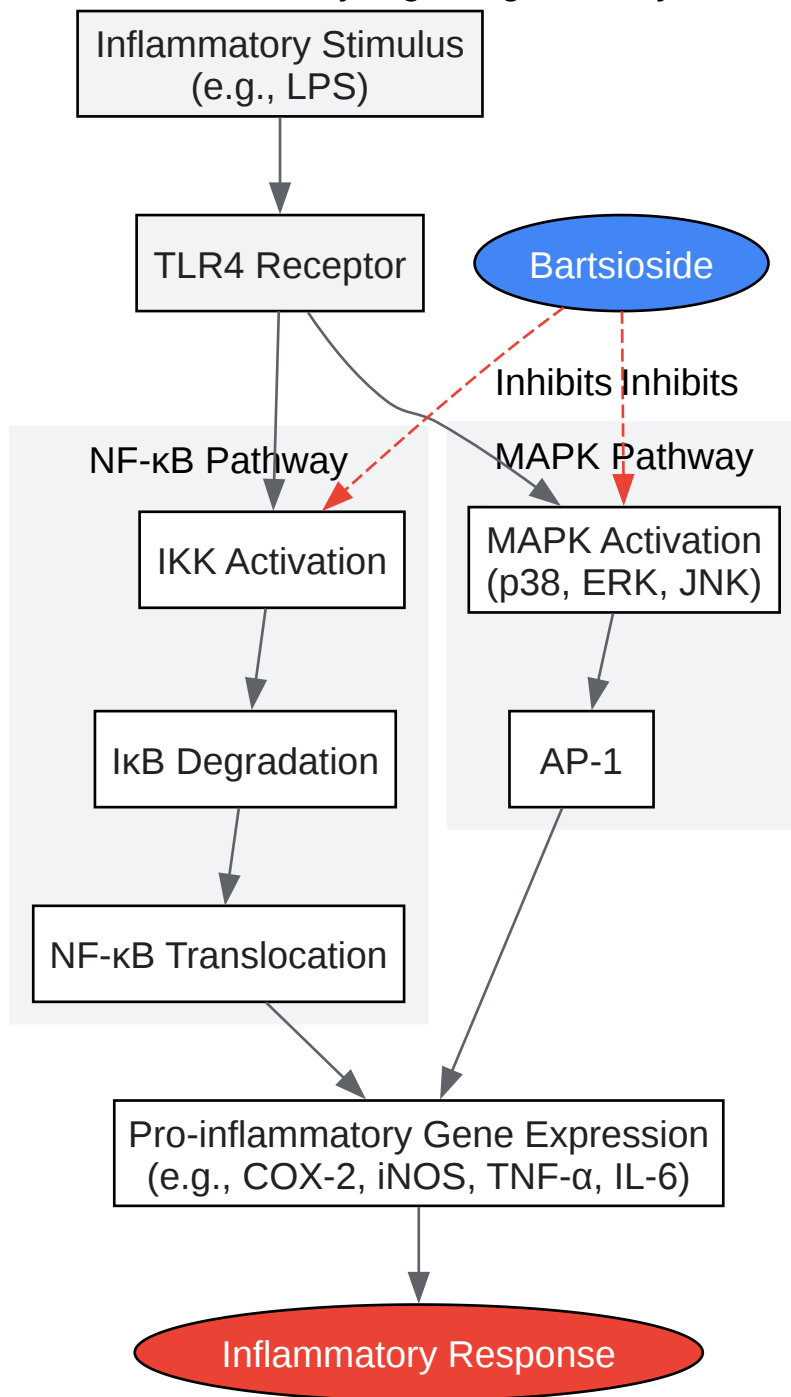 Inflammatory Stimulus
(e.g., LPS)
TLR4 Receptor
Bartsioside
Inhibits
Inhibits
NF-κB Pathway
MAPK Pathway
IKK Activation
MAPK Activation
(p38, ERK, JNK)
IκB Degradation
AP-1
NF-κB Translocation
Pro-inflammatory Gene Expression
(e.g., COX-2, iNOS, TNF-α, IL-6)
Inflammatory Response